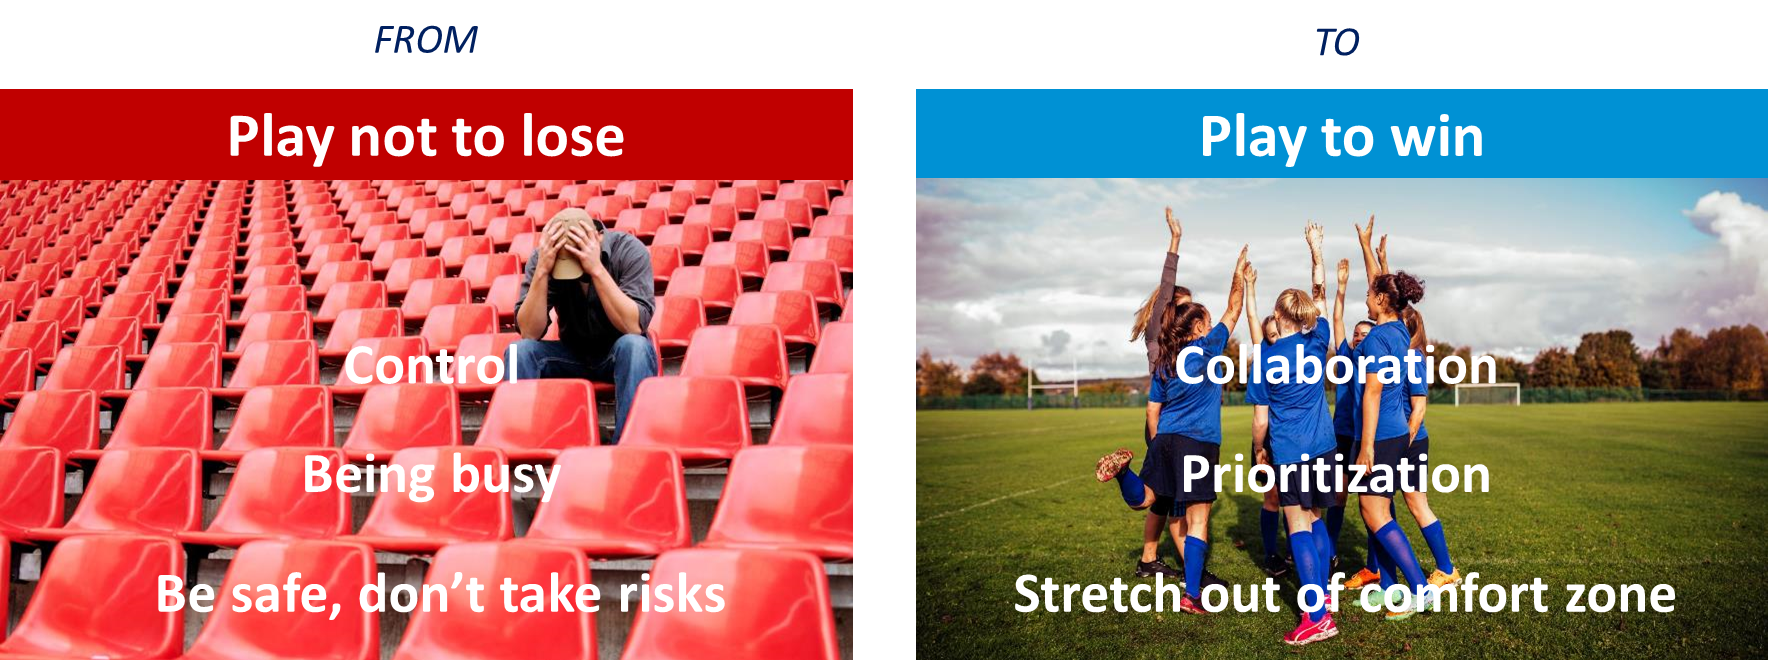 FROM
Play not to lose
Control
Being busy
Be safe, don’t take risks
TO
Play to win
Collaboration
Prioritization
Stretch out of comfort zone